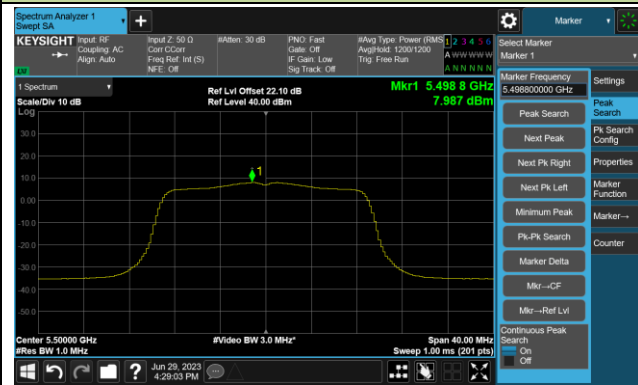 Spectrum Analyzer 1
Swept SA
Marker
KEYSIGHT
Input: RF
Coupling: AC
Align: Auto
Input Z: 50 Ω
Corr CCorr
Freq Ref: Int (S)
NFE: Off
#Atten: 30 dB
PNO: Fast
Gate: Off
IF Gain: Low
Sig Track: Off
#Avg Type: Power (RMS
Avg|Hold: 1200/1200
Trig: Free Run
1 2 3 4 5 6
A W W W W W
A N N N N N
Select Marker
Marker 1
LXI
1 Spectrum
Scale/Div 10 dB
Log
Ref Lvl Offset 22.10 dB
Ref Level 40.00 dBm
Mkr1 5.498 8 GHz
7.987 dBm
Marker Frequency
5.498800000 GHz
Settings
Peak Search
Peak
Search
Next Peak
Pk Search
Config
Next Pk Right
Properties
Next Pk Left
Marker
Function
Minimum Peak
Marker→
Pk-Pk Search
Counter
Marker Delta
Mkr→CF
Mkr→Ref Lvl
Continuous Peak
Search
On
Off
30.0
20.0
10.0
0.00
-10.0
-20.0
-30.0
-40.0
-50.0
1
Center 5.50000 GHz
#Res BW 1.0 MHz
#Video BW 3.0 MHz*
Span 40.00 MHz
Sweep 1.00 ms (201 pts)
?
Jun 29, 2023
4:29:03 PM